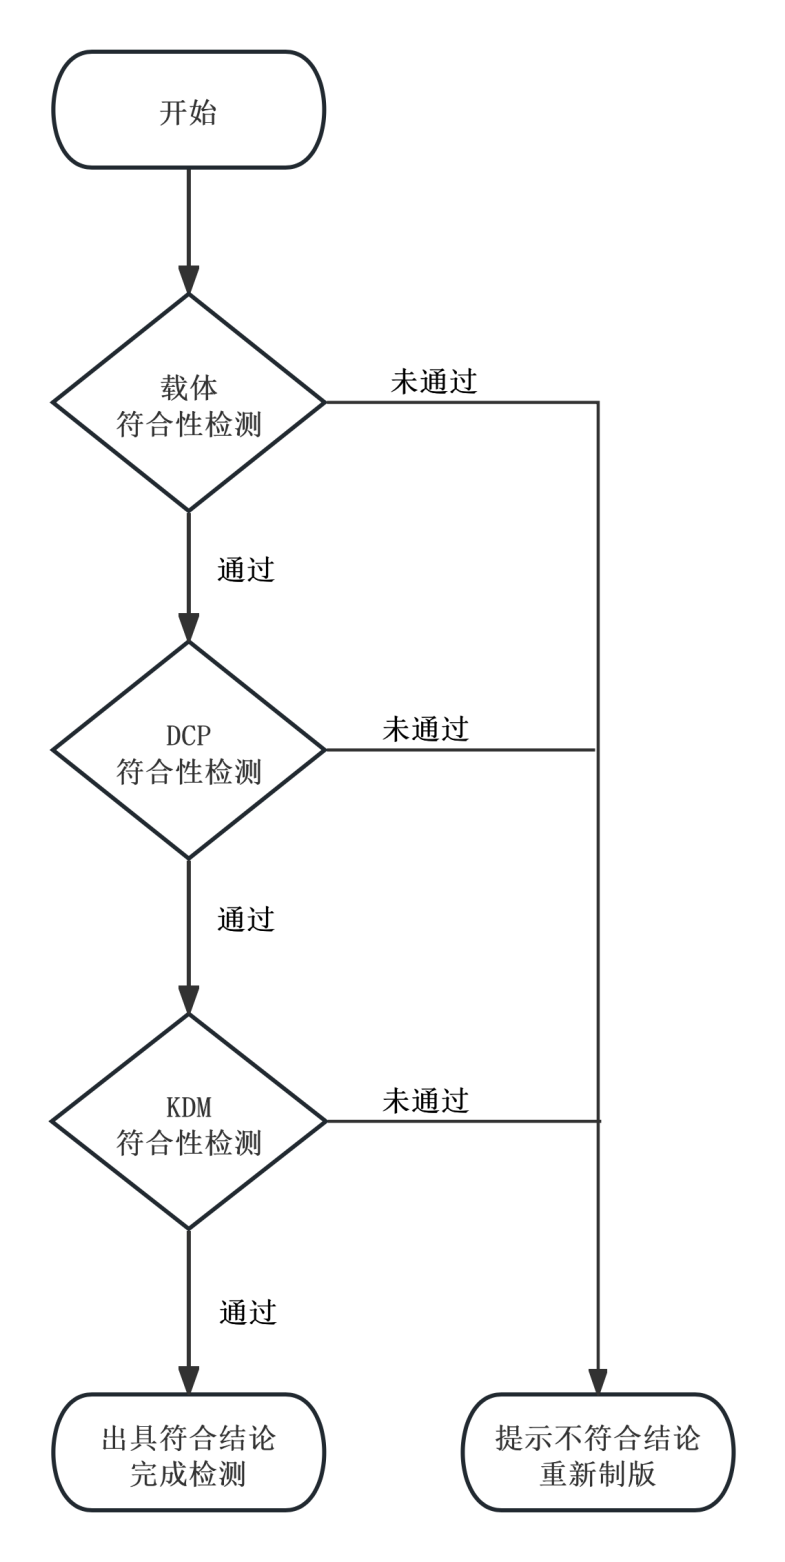 开始
载体
符合性检测
未通过
通过
DCP
符合性检测
未通过
通过
KDM
符合性检测
未通过
通过
出具符合结论
完成检测
提示不符合结论
重新制版